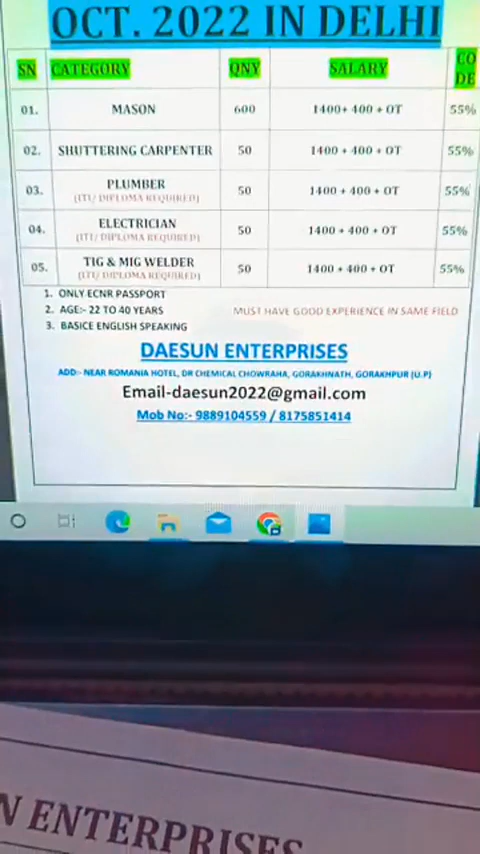 OCT. 2022 IN DELHI
SN CATEGORY QNY SALARY CO DE
01. MASON 600 1400+ 400 + OT 55%
02. SHUTTERING CARPENTER 50 1400 + 400 + OT 55%
03. PLUMBER 50 1400 + 400 + OT 55%
(ITI/ DIPLOMA REQUIRED)
04. ELECTRICIAN 50 1400 + 400 + OT 55%
(ITI/ DIPLOMA REQUIRED)
05. TIG & MIG WELDER 50 1400 + 400 + OT 55%
(ITI/ DIPLOMA REQUIRED)
1. ONLY ECNR PASSPORT
2. AGE:- 22 TO 40 YEARS MUST HAVE GOOD EXPERIENCE IN SAME FIELD
3. BASICE ENGLISH SPEAKING
DAESUN ENTERPRISES
ADD:- NEAR ROMANIA HOTEL, DR CHEMICAL CHOWRAHA, GORAKHNATH, GORAKHPUR (U.P)
Email-daesun2022@gmail.com
Mob No:- 9889104559 / 8175851414
N ENTERPRISES